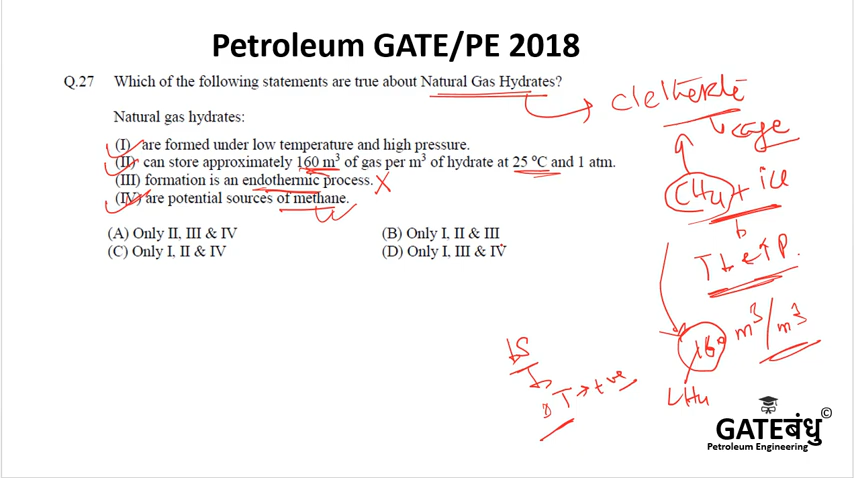 Petroleum GATE/PE 2018
Q.27 Which of the following statements are true about Natural Gas Hydrates?
Natural gas hydrates:
(I) are formed under low temperature and high pressure.
(II) can store approximately 160 m³ of gas per m³ of hydrate at 25 °C and 1 atm.
(III) formation is an endothermic process. X
(IV) are potential sources of methane.
(A) Only II, III & IV (B) Only I, II & III
(C) Only I, II & IV (D) Only I, III & IV
cage
CH4 + ice
T↓ & ↑ P.
160 m³/m³
T → +ve
CH4
GATEबंधु ©
Petroleum Engineering